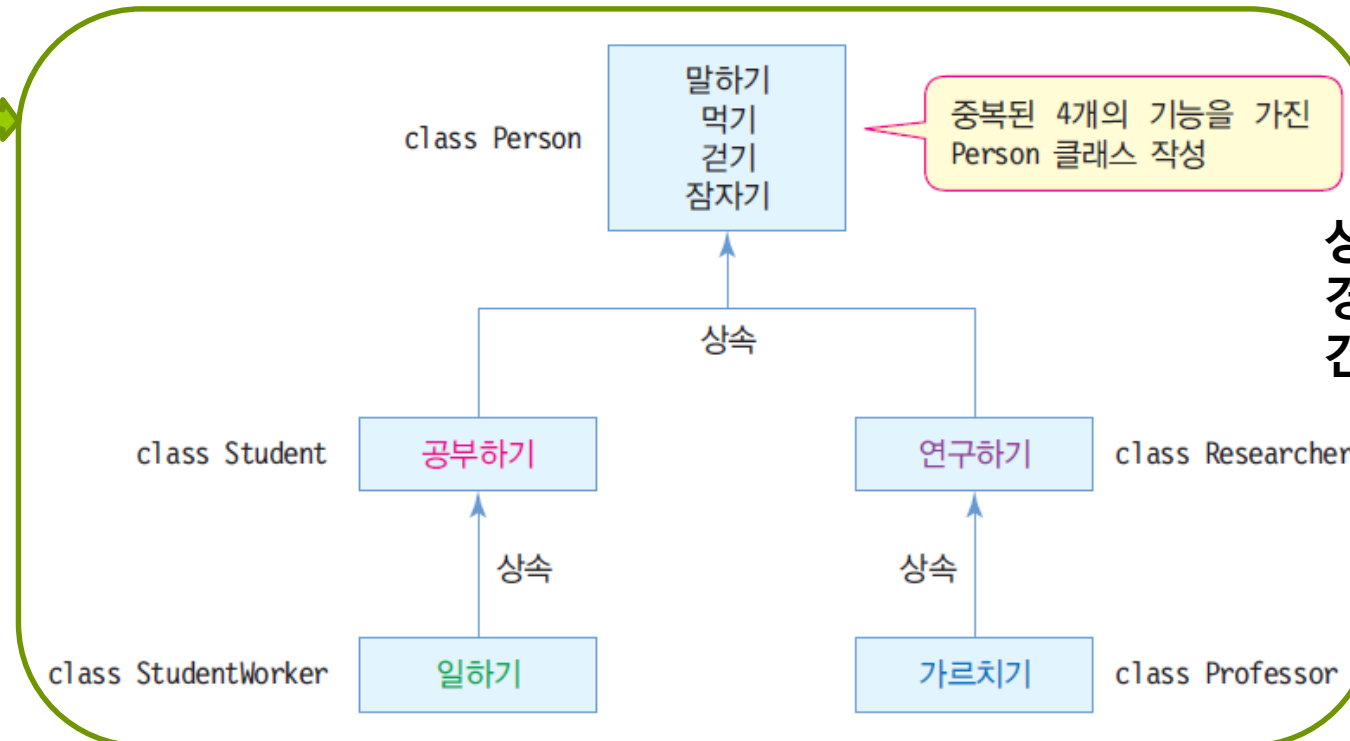 class Person
말하기
먹기
걷기
잠자기
중복된 4개의 기능을 가진
Person 클래스 작성
상속
class Student
공부하기
연구하기
class Researcher
상속
상속
class StudentWorker
일하기
가르치기
class Professor